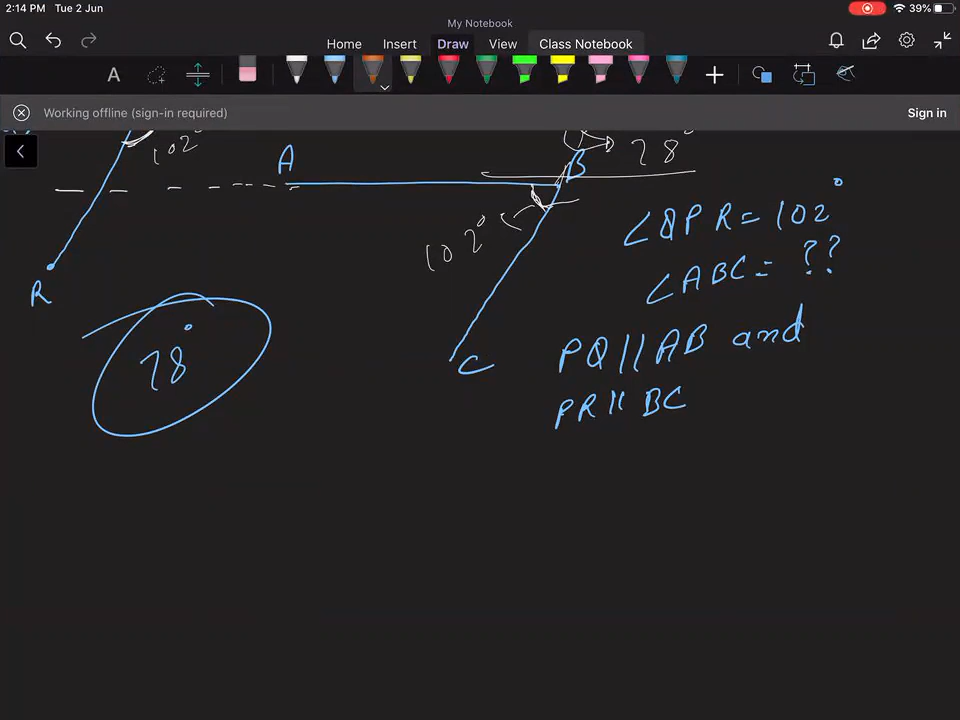 2:14 PM Tue 2 Jun
39%
My Notebook
Home Insert Draw View Class Notebook
A
Working offline (sign-in required) Sign in
102°
A
B
78°
102°
∠QPR = 102°
∠ABC = ??
R
78°
C
PQ || AB and
PR || BC